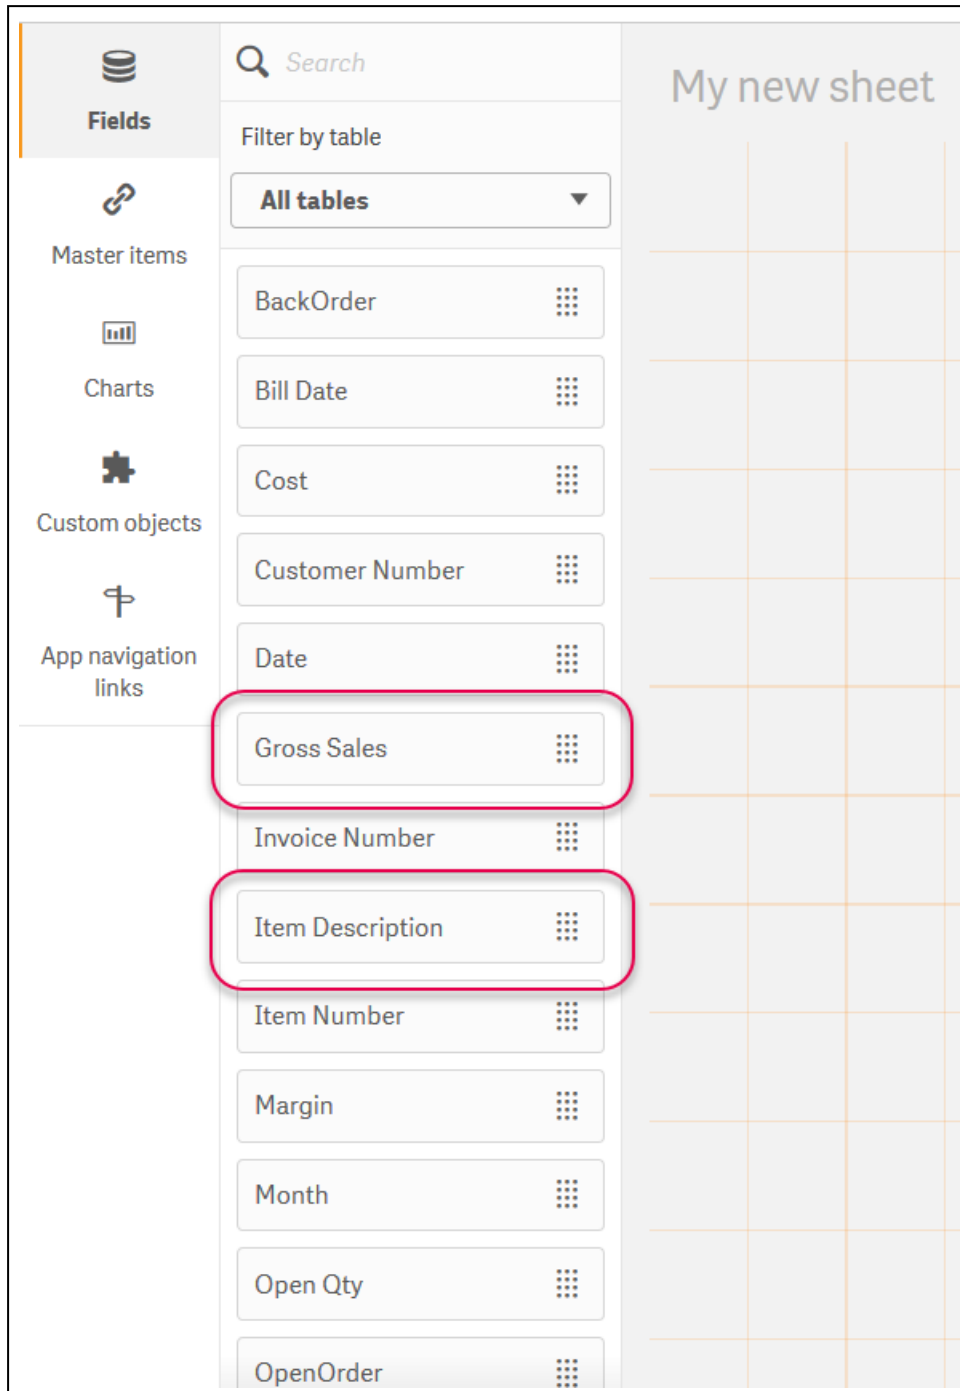 Fields
Master items
Charts
Custom objects
App navigation
links
Search
Filter by table
All tables
BackOrder
Bill Date
Cost
Customer Number
Date
Gross Sales
Invoice Number
Item Description
Item Number
Margin
Month
Open Qty
OpenOrder
My new sheet